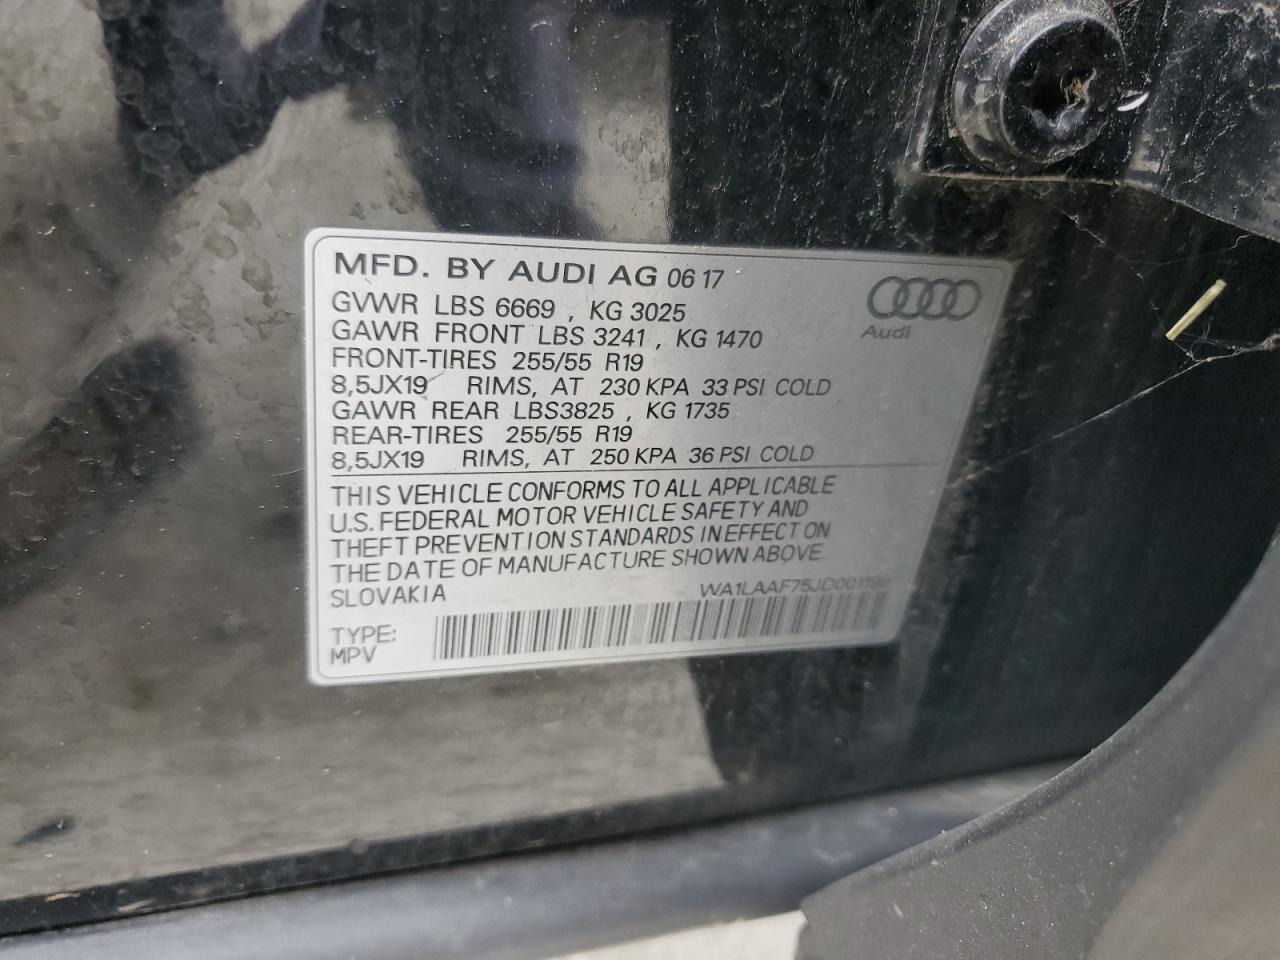 MFD. BY AUDI AG 06 17
GVWR LBS 6669 , KG 3025
GAWR FRONT LBS 3241 , KG 1470
FRONT-TIRES 255/55 R19
8,5JX19 RIMS, AT 230 KPA 33 PSI COLD
GAWR REAR LBS3825 , KG 1735
REAR-TIRES 255/55 R19
8,5JX19 RIMS, AT 250 KPA 36 PSI COLD
Audi
THIS VEHICLE CONFORMS TO ALL APPLICABLE
U.S. FEDERAL MOTOR VEHICLE SAFETY AND
THEFT PREVENTION STANDARDS IN EFFECT ON
THE DATE OF MANUFACTURE SHOWN ABOVE.
SLOVAKIA
TYPE:
MPV